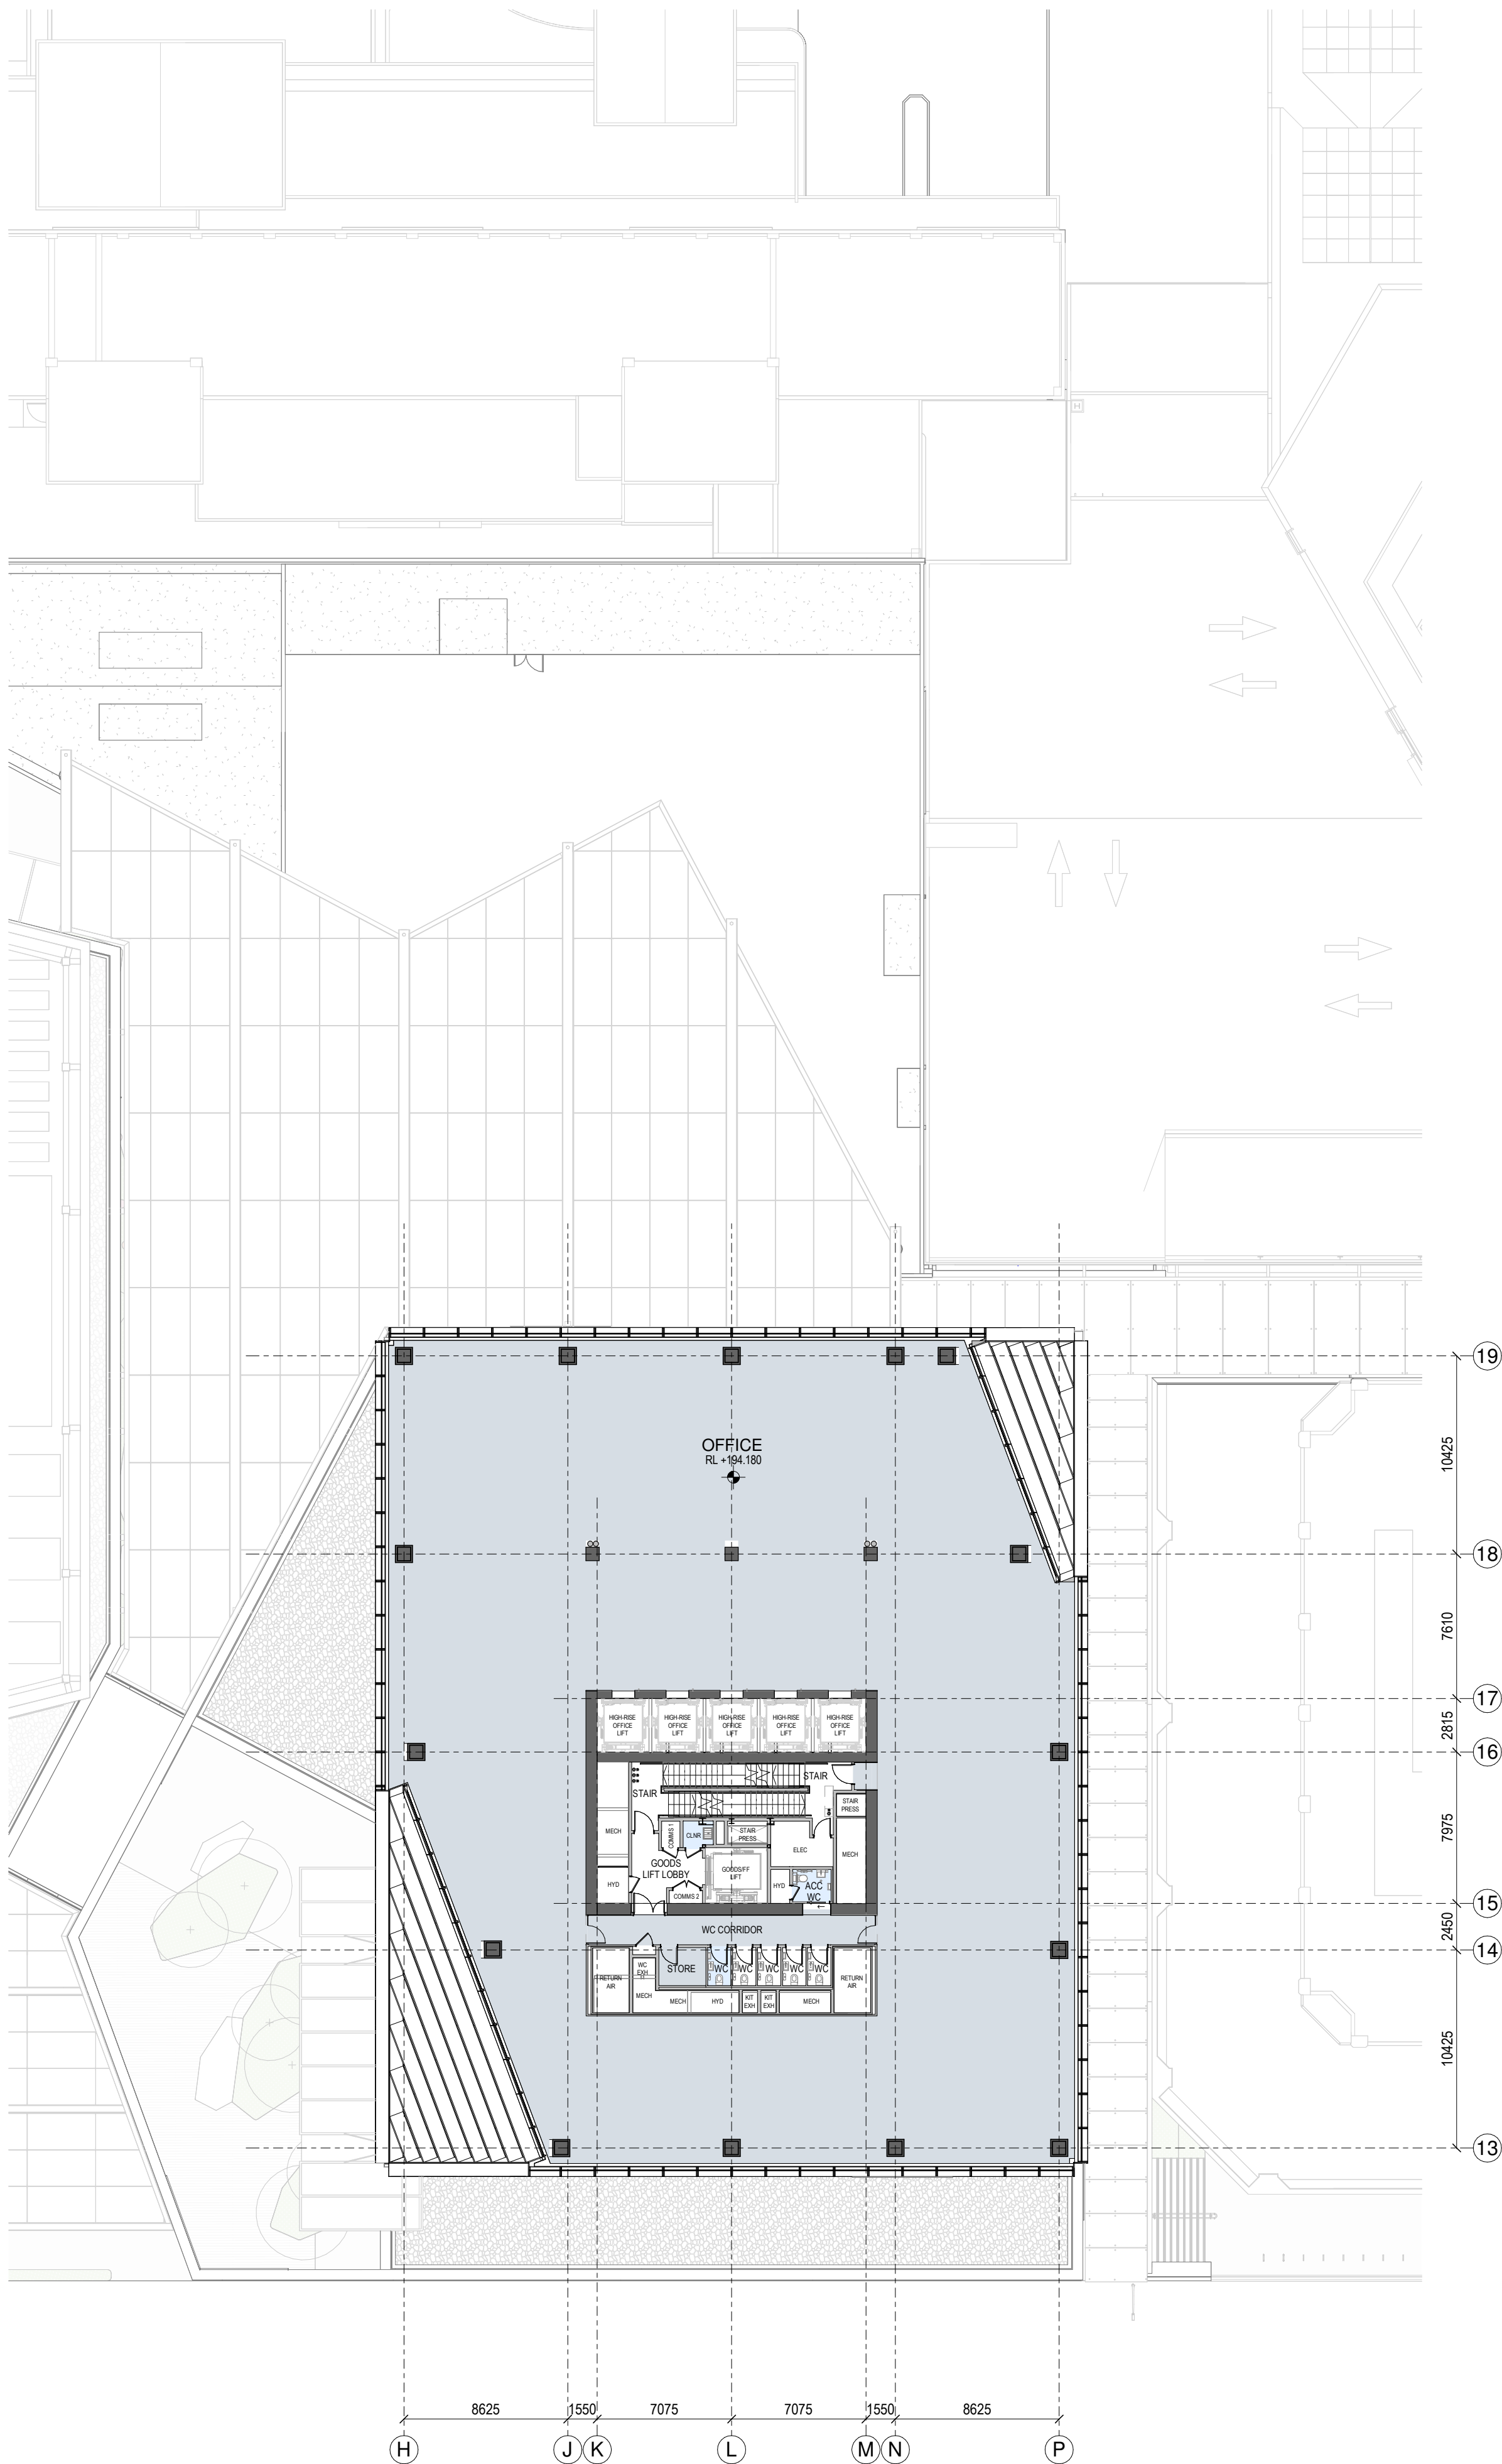 19
10425
OFFICE
RL +194.180
18
7610
17
2815
HIGH-RISE
OFFICE
LIFT
HIGH-RISE
OFFICE
LIFT
HIGH-RISE
OFFICE
LIFT
HIGH-RISE
OFFICE
LIFT
HIGH-RISE
OFFICE
LIFT
16
STAIR
STAIR
STAIR
PRESS
7975
MECH
COMMS 1
CLNR
STAIR
PRESS
ELEC
MECH
GOODS
LIFT LOBBY
GOODS/FF
LIFT
HYD
HYD
ACC
WC
COMMS 2
15
WC CORRIDOR
2450
14
RETURN
AIR
WC
EXH
STORE
WC
WC
WC
WC
WC
RETURN
AIR
MECH
MECH
HYD
KIT
EXH
KIT
EXH
MECH
10425
13
8625
1550
7075
7075
1550
8625
H
J
K
L
M
N
P